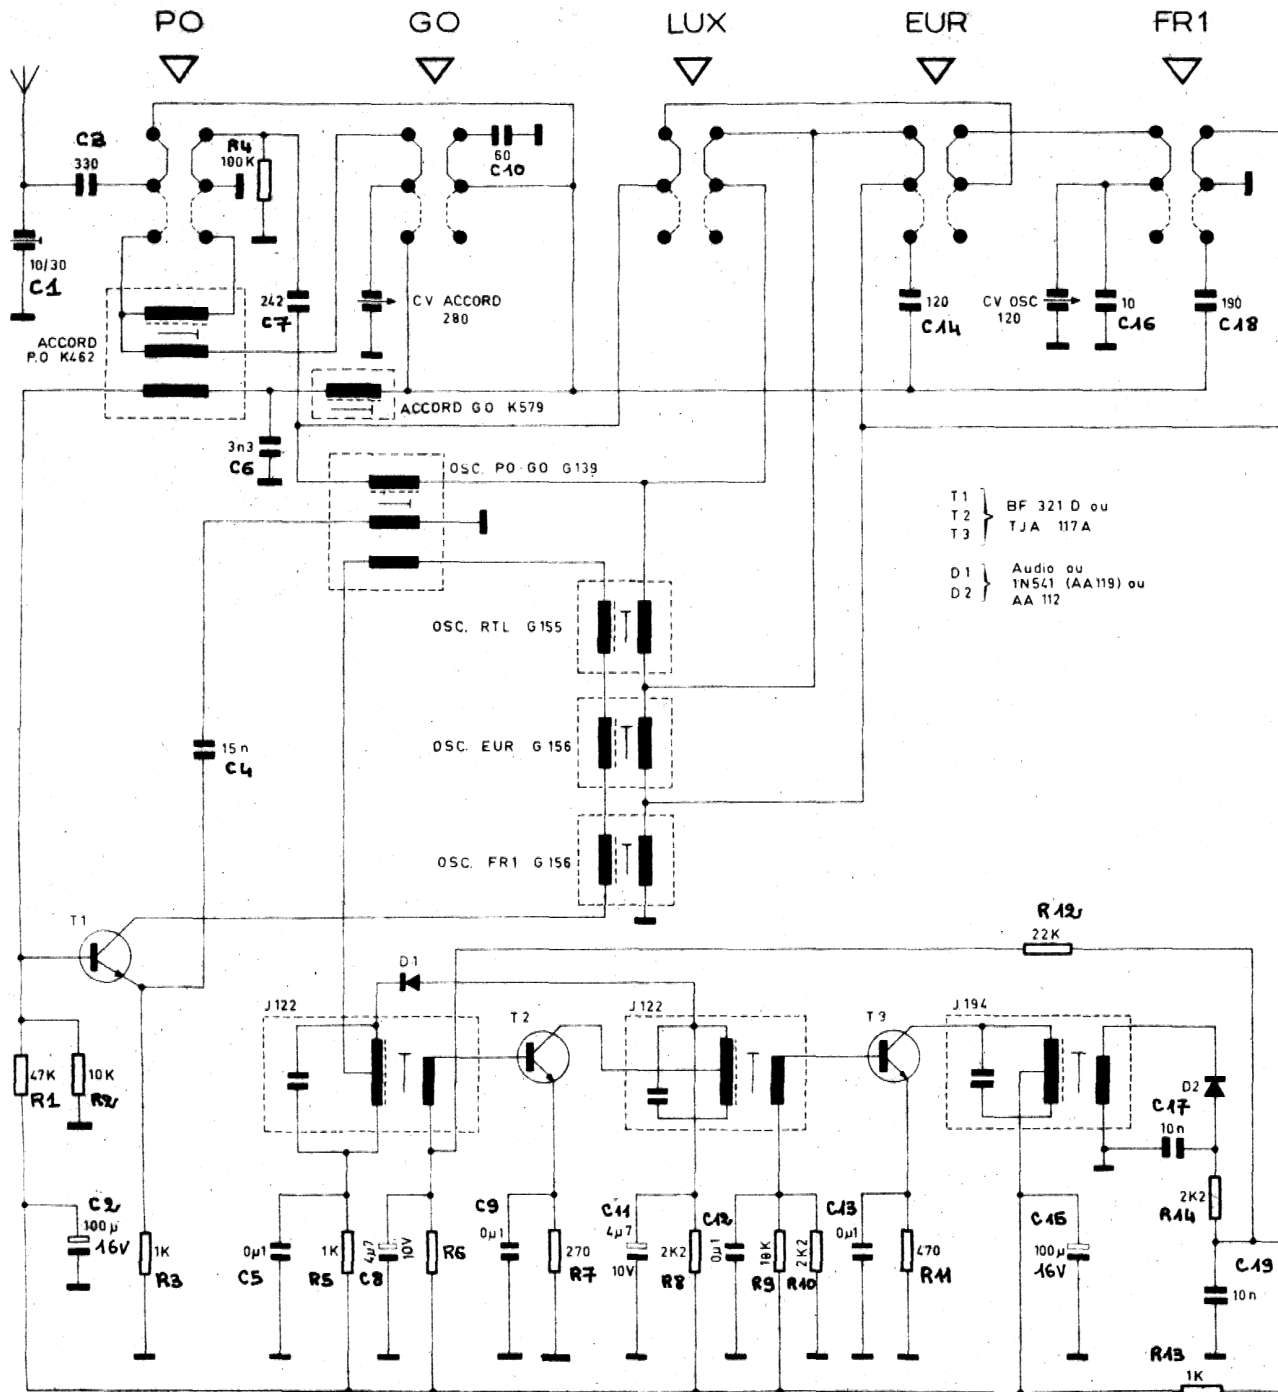 PO GO LUX EUR FR1
C3
330
R4
100K
60
C10
10/30
C1
242
C7
CV ACCORD
280
120
C14
CV OSC
120
10
C16
190
C18
ACCORD
P.O K462
ACCORD GO K579
3n3
C6
OSC. PO-GO G139
T1
T2
T3
BF 321 D ou
TJA 117A
D1
D2
Audio ou
1N541 (AA119) ou
AA 112
OSC. RTL G155
OSC. EUR G156
OSC. FR1 G156
15n
C4
T1
R12
22K
D1
J122
T2
J122
T3
J194
47K
R1
10K
R2
D2
C17
10n
C2
100µ
16V
1K
R3
0µ1
C5
1K
R5
4µ7
10V
C8
R6
C9
0µ1
270
R7
C11
4µ7
10V
2K2
R8
C12
0µ1
18K
R9
2K2
R10
C13
0µ1
470
R11
C15
100µ
16V
2K2
R14
C19
10n
R13
1K